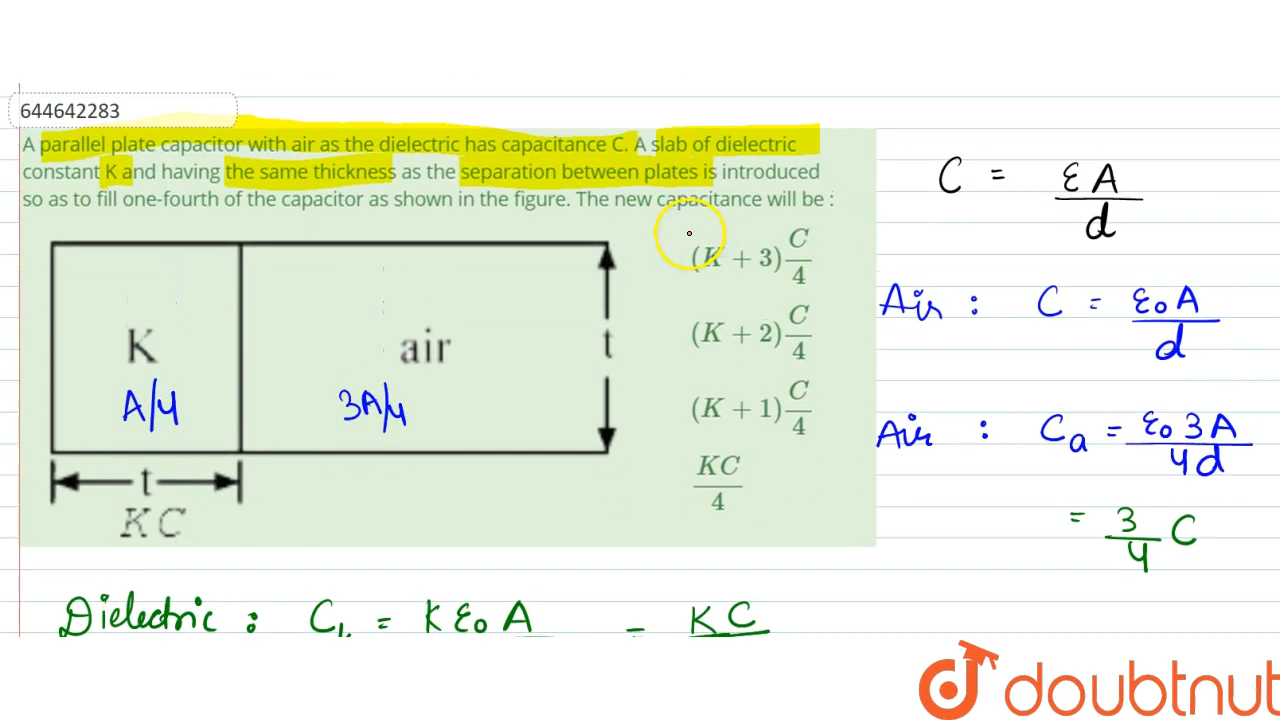 644642283
A parallel plate capacitor with air as the dielectric has capacitance C. A slab of dielectric
constant K and having the same thickness as the separation between plates is introduced
so as to fill one-fourth of the capacitor as shown in the figure. The new capacitance will be :
K
air
t
A/4
3A/4
t
KC
(K + 3) C/4
(K + 2) C/4
(K + 1) C/4
KC/4
C = εA/d
Air : C = ε₀A/d
Air : Ca = ε₀3A/4d
= 3/4 C
Dielectric : = Kε₀A = KC
doubtnut